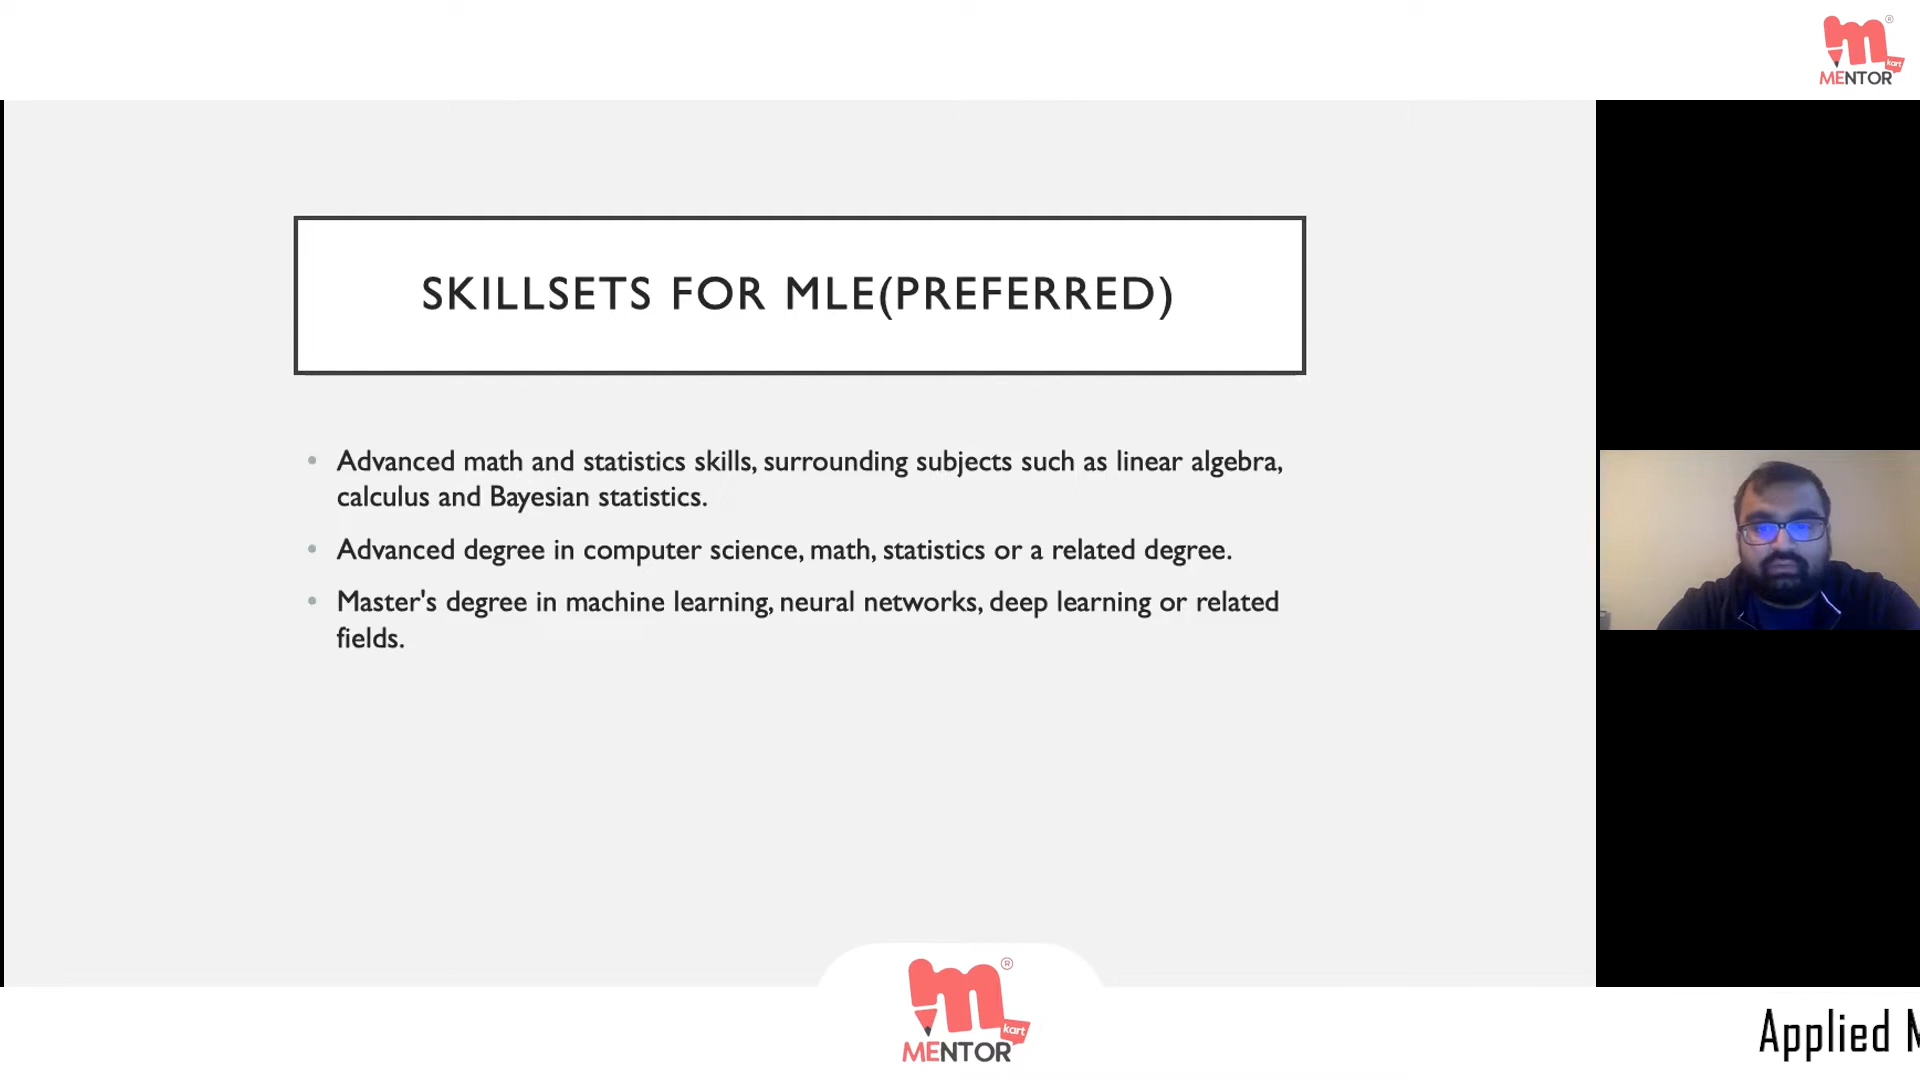 m®
kart
MENTOR
SKILLSETS FOR MLE(PREFERRED)
• Advanced math and statistics skills, surrounding subjects such as linear algebra,
calculus and Bayesian statistics.
• Advanced degree in computer science, math, statistics or a related degree.
• Master's degree in machine learning, neural networks, deep learning or related
fields.
m®
kart
MENTOR
Applied M